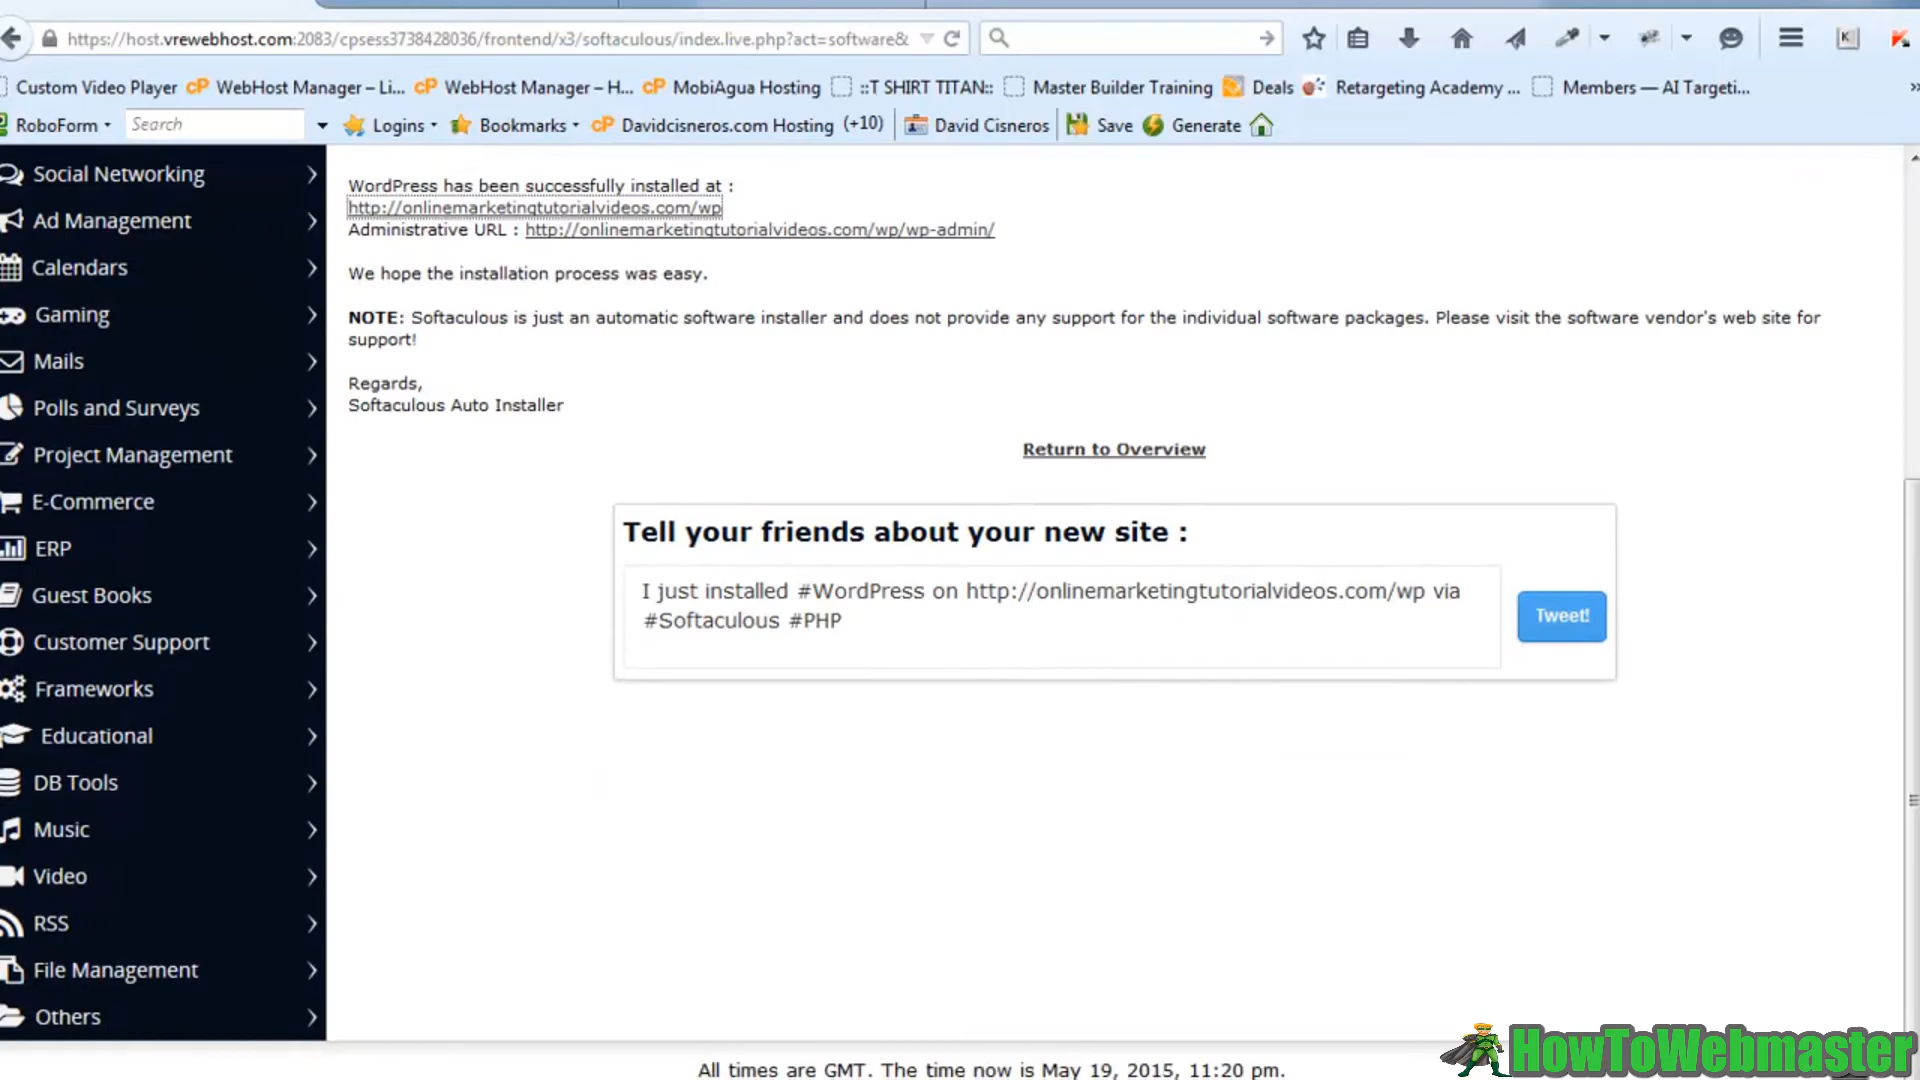 https://host.vrewebhost.com:2083/cpsess3738428036/frontend/x3/softaculous/index.live.php?act=software&
Custom Video Player cP WebHost Manager – Li... cP WebHost Manager – H... cP MobiAgua Hosting ::T SHIRT TITAN:: Master Builder Training Deals Retargeting Academy ... Members — AI Targeti... »
RoboForm Search Logins Bookmarks cP Davidcisneros.com Hosting (+10) David Cisneros Save Generate
Social Networking
Ad Management
Calendars
Gaming
Mails
Polls and Surveys
Project Management
E-Commerce
ERP
Guest Books
Customer Support
Frameworks
Educational
DB Tools
Music
Video
RSS
File Management
Others
WordPress has been successfully installed at :
http://onlinemarketingtutorialvideos.com/wp
Administrative URL : http://onlinemarketingtutorialvideos.com/wp/wp-admin/
We hope the installation process was easy.
NOTE: Softaculous is just an automatic software installer and does not provide any support for the individual software packages. Please visit the software vendor's web site for
support!
Regards,
Softaculous Auto Installer
Return to Overview
Tell your friends about your new site :
I just installed #WordPress on http://onlinemarketingtutorialvideos.com/wp via
#Softaculous #PHP
Tweet!
All times are GMT. The time now is May 19, 2015, 11:20 pm.
HowToWebmaster